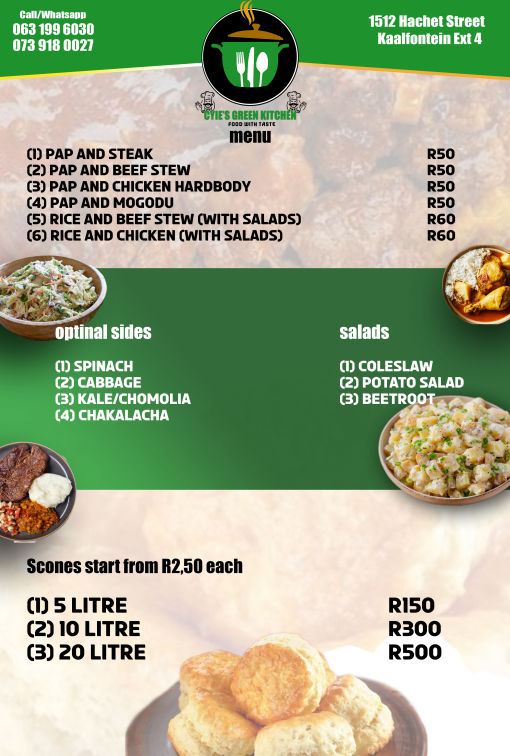 Call/Whatsapp
063 199 6030
073 918 0027
1512 Hachet Street
Kaalfontein Ext 4
CYIE'S GREEN KITCHEN
FOOD WITH TASTE
menu
(1) PAP AND STEAK R50
(2) PAP AND BEEF STEW R50
(3) PAP AND CHICKEN HARDBODY R50
(4) PAP AND MOGODU R50
(5) RICE AND BEEF STEW (WITH SALADS) R60
(6) RICE AND CHICKEN (WITH SALADS) R60
optinal sides
(1) SPINACH
(2) CABBAGE
(3) KALE/CHOMOLIA
(4) CHAKALACHA
salads
(1) COLESLAW
(2) POTATO SALAD
(3) BEETROOT
Scones start from R2,50 each
(1) 5 LITRE R150
(2) 10 LITRE R300
(3) 20 LITRE R500